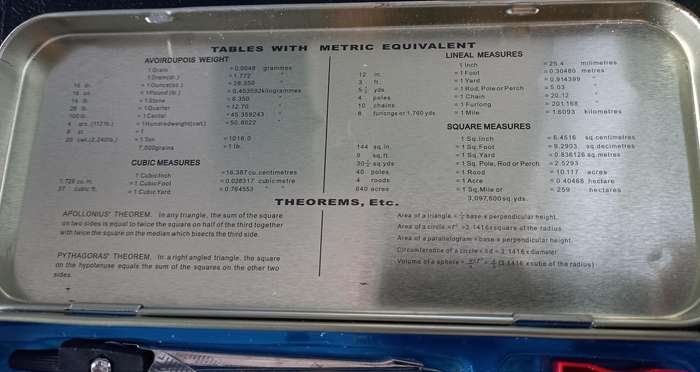 TABLES WITH METRIC EQUIVALENT
AVOIRDUPOIS WEIGHT
1 Grain = 0.0648 grammes
1 Dram(dr.) = 1.772 "
16 dr. = 1 Ounce(oz.) = 28.350 "
16 oz. = 1 Pound (lb.) = 0.453592kilogrammes
14 lb. = 1 Stone = 6.350 "
28 lb. = 1 Quarter = 12.70 "
100 lb. = 1 Cental = 45.359243 "
4 qrs. (112lb.) = 1 Hundredweight(cwt.) = 50.8022 "
20 cwt.(2,240lb.) = 1 Ton = 1016.0 "
7,000grains = 1 lb.
CUBIC MEASURES
1 Cubic Inch = 16.387 cu.centimetres
1.728 cu.in. = 1 Cubic Foot = 0.028317 cubic metre
27 cubic ft. = 1 Cubic Yard = 0.764553 "
LINEAL MEASURES
1 Inch = 25.4 milimetres
12 in. = 1 Foot = 0.30480 metres
3 ft. = 1 Yard = 0.914399 "
5½ yds = 1 Rod, Pole or Perch = 5.03 "
4 poles = 1 Chain = 20.12 "
10 chains = 1 Furlong = 201.168 "
8 furlongs or 1,760 yds = 1 Mile = 1.6093 kilometres
SQUARE MEASURES
1 Sq.Inch = 6.4516 sq.centimetres
144 sq.in. = 1 Sq.Foot = 9.2903 sq.decimetres
9 sq.ft. = 1 Sq.Yard = 0.836126 sq.metres
30¼ sq.yds = 1 Sq. Pole, Rod or Perch = 2.5293 "
40 poles = 1 Rood = 10.117 acres
4 roods = 1 Acre = 0.40468 hectare
640 acres = 1 Sq.Mile or = 259 hectares
3,097,600 sq.yds.
THEOREMS, Etc.
APOLLONIUS' THEOREM. In any triangle, the sum of the square
on two sides is equal to twice the square on half of the third together
with twice the square on the median which bisects the third side.
PYTHAGORAS' THEOREM. In a right angled triangle, the square
on the hypotenuse equals the sum of the squares on the other two
sides
Area of a triangle = ½ base x perpendicular height.
Area of a circle =πr² =3.1416x square of the radius
Area of a parallelogram = base x perpendicular height.
Circumference of a circle =πd = 3.1416 x diameter
Volume of a sphere = 4πr³/3 = 4/3 (3.1416 x cube of the radius)